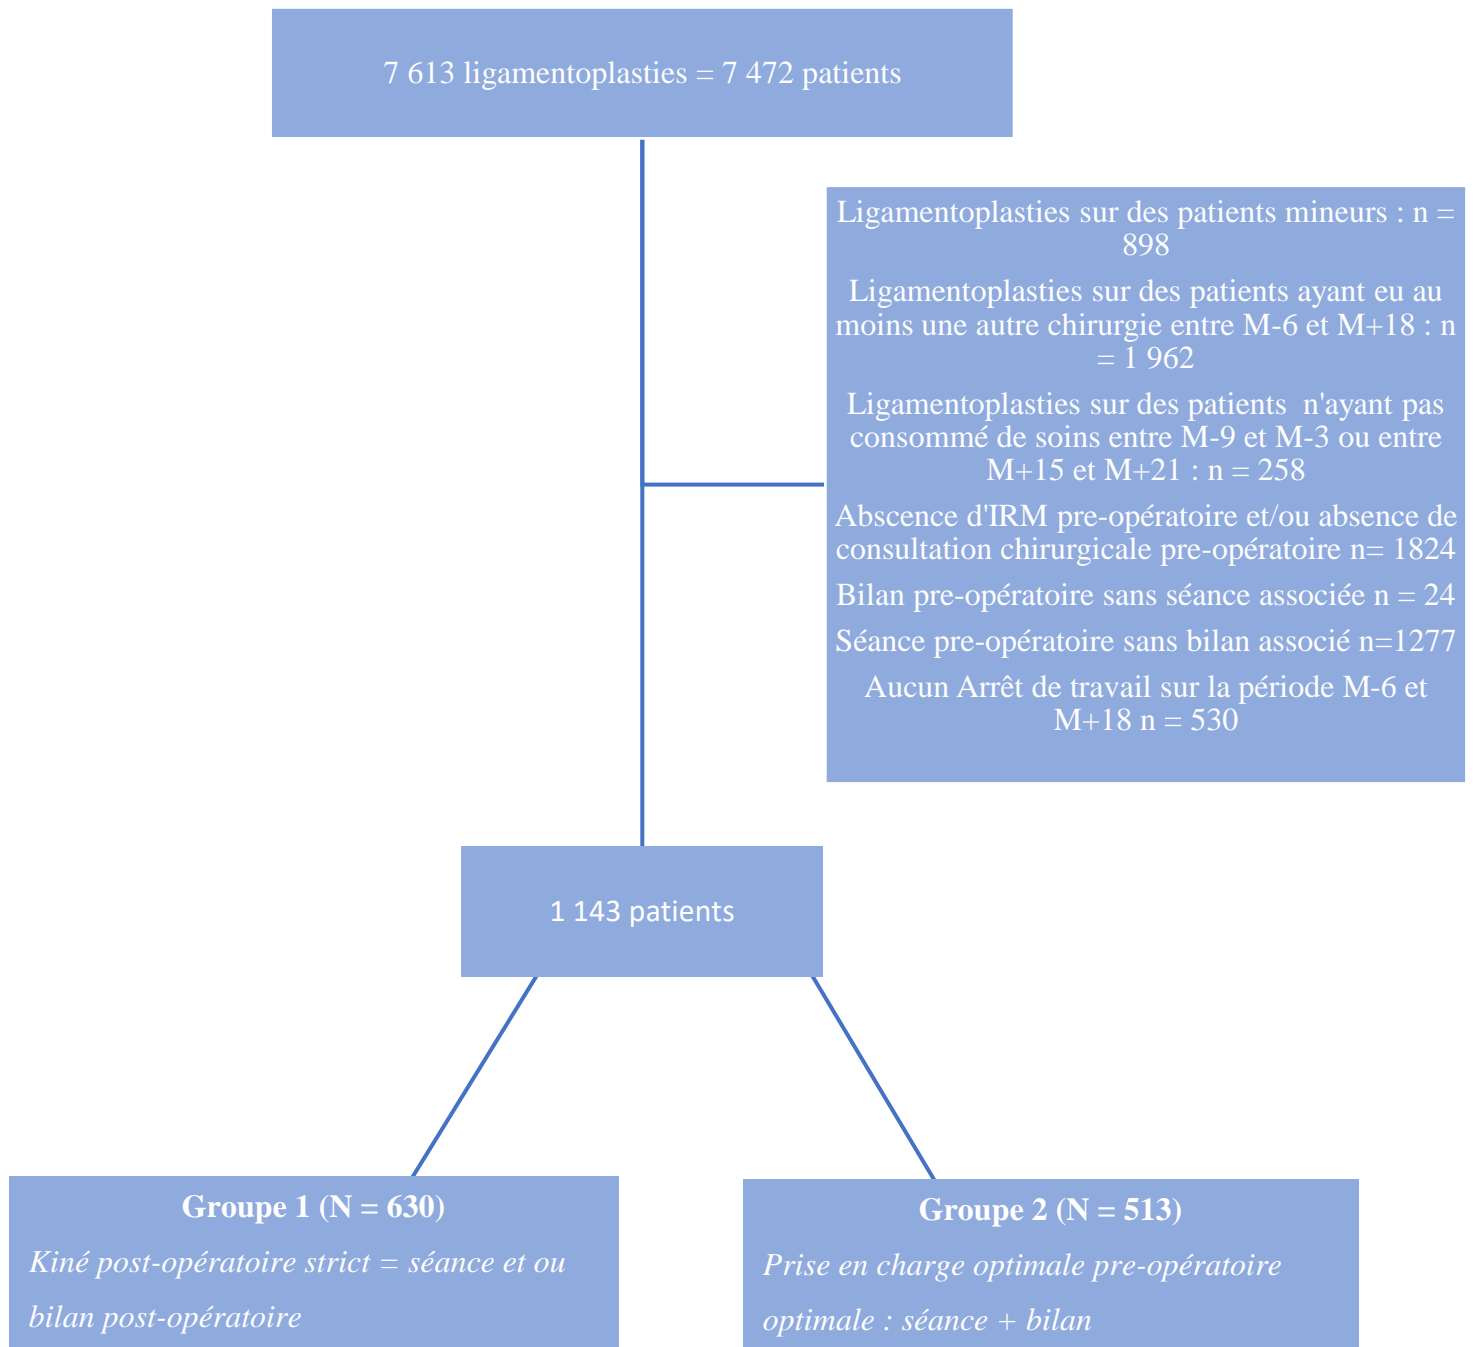 7 613 ligamentoplasties = 7 472 patients
Ligamentoplasties sur des patients mineurs : n =
898
Ligamentoplasties sur des patients ayant eu au
moins une autre chirurgie entre M-6 et M+18 : n
= 1 962
Ligamentoplasties sur des patients  n'ayant pas
consommé de soins entre M-9 et M-3 ou entre
M+15 et M+21 : n = 258
Abscence d'IRM pre-opératoire et/ou absence de
consultation chirurgicale pre-opératoire n= 1824
Bilan pre-opératoire sans séance associée n = 24
Séance pre-opératoire sans bilan associé n=1277
Aucun Arrêt de travail sur la période M-6 et
M+18 n = 530
1 143 patients
Groupe 1 (N = 630)
Kiné post-opératoire strict = séance et ou
bilan post-opératoire
Groupe 2 (N = 513)
Prise en charge optimale pre-opératoire
optimale : séance + bilan